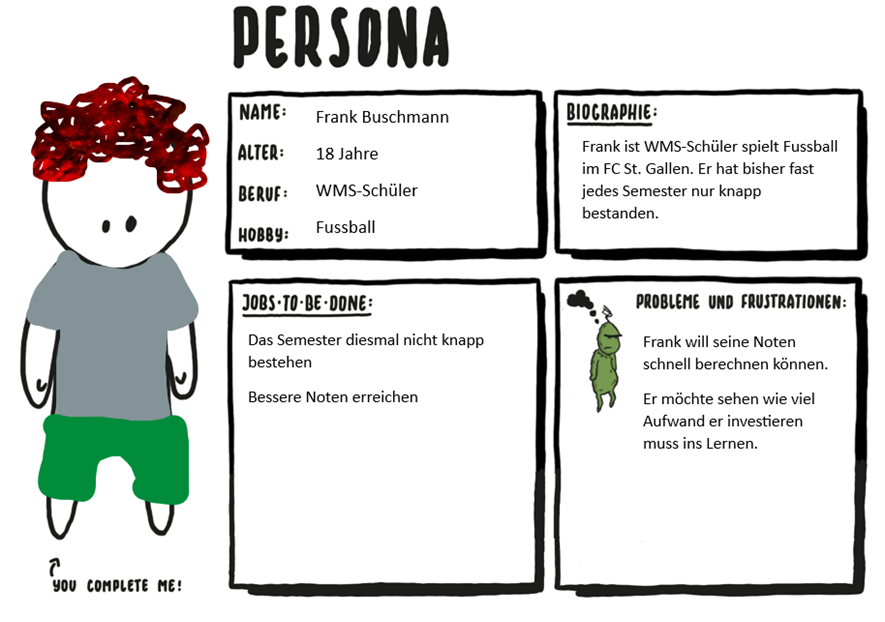 PERSONA
NAME: Frank Buschmann
ALTER: 18 Jahre
BERUF: WMS-Schüler
HOBBY: Fussball
BIOGRAPHIE:
Frank ist WMS-Schüler spielt Fussball
im FC St. Gallen. Er hat bisher fast
jedes Semester nur knapp
bestanden.
JOBS·TO·BE·DONE:
Das Semester diesmal nicht knapp
bestehen
Bessere Noten erreichen
PROBLEME UND FRUSTRATIONEN:
Frank will seine Noten
schnell berechnen können.
Er möchte sehen wie viel
Aufwand er investieren
muss ins Lernen.
YOU COMPLETE ME!